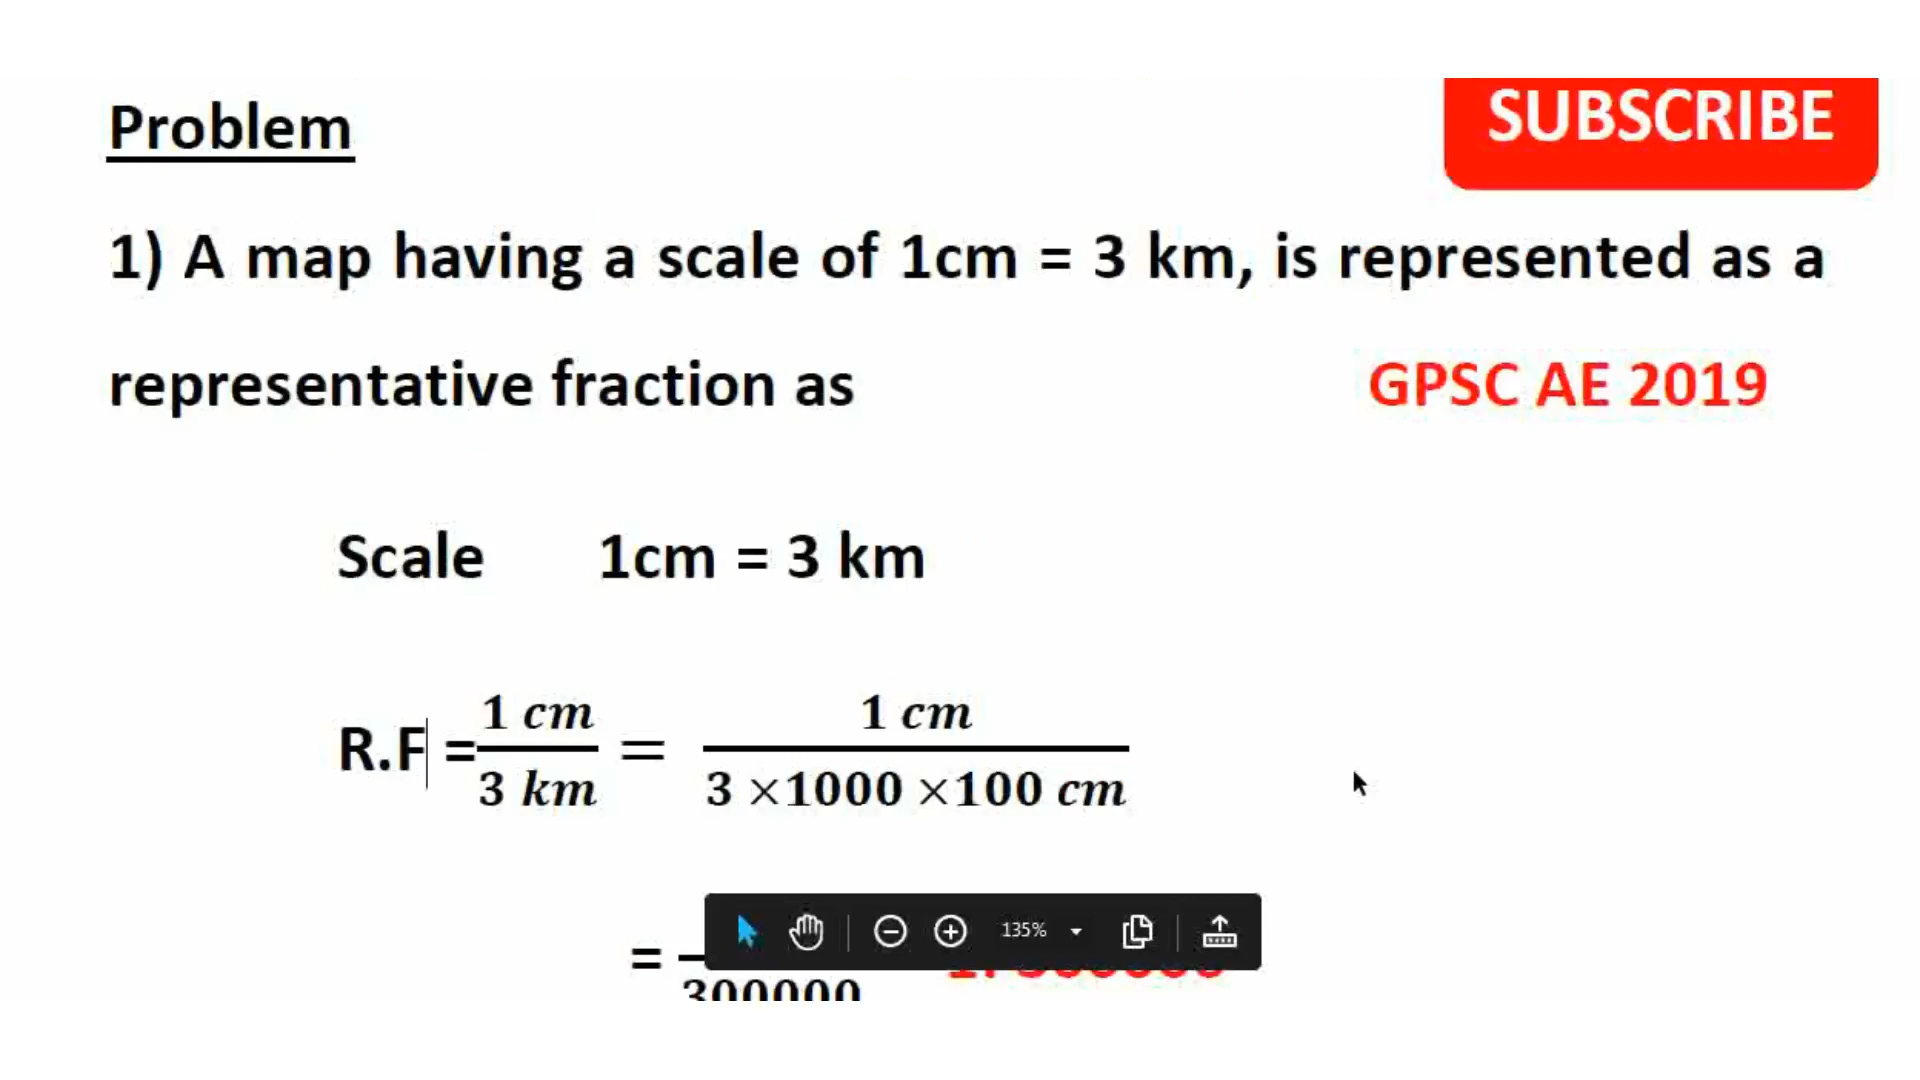 Problem
SUBSCRIBE
1) A map having a scale of 1cm = 3 km, is represented as a
representative fraction as
GPSC AE 2019
Scale 1cm = 3 km
R.F = 1 cm / 3 km = 1 cm / 3 ×1000 ×100 cm
135%
=
300000